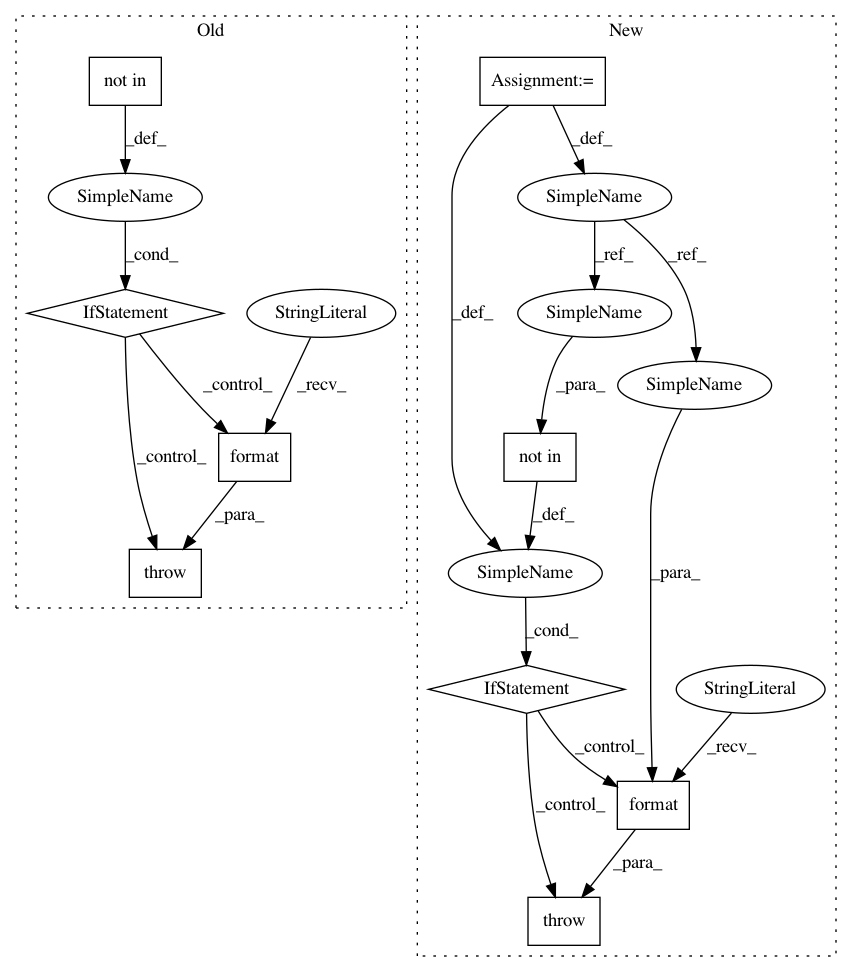 Old
not in
_def_
SimpleName
_cond_
IfStatement
StringLiteral
_control_
_recv_
_control_
format
_para_
throw
New
Assignment:=
_def_
SimpleName
_ref_
_ref_
_def_
SimpleName
SimpleName
_para_
not in
_def_
SimpleName
_para_
_cond_
IfStatement
StringLiteral
_control_
_recv_
_control_
format
_para_
throw